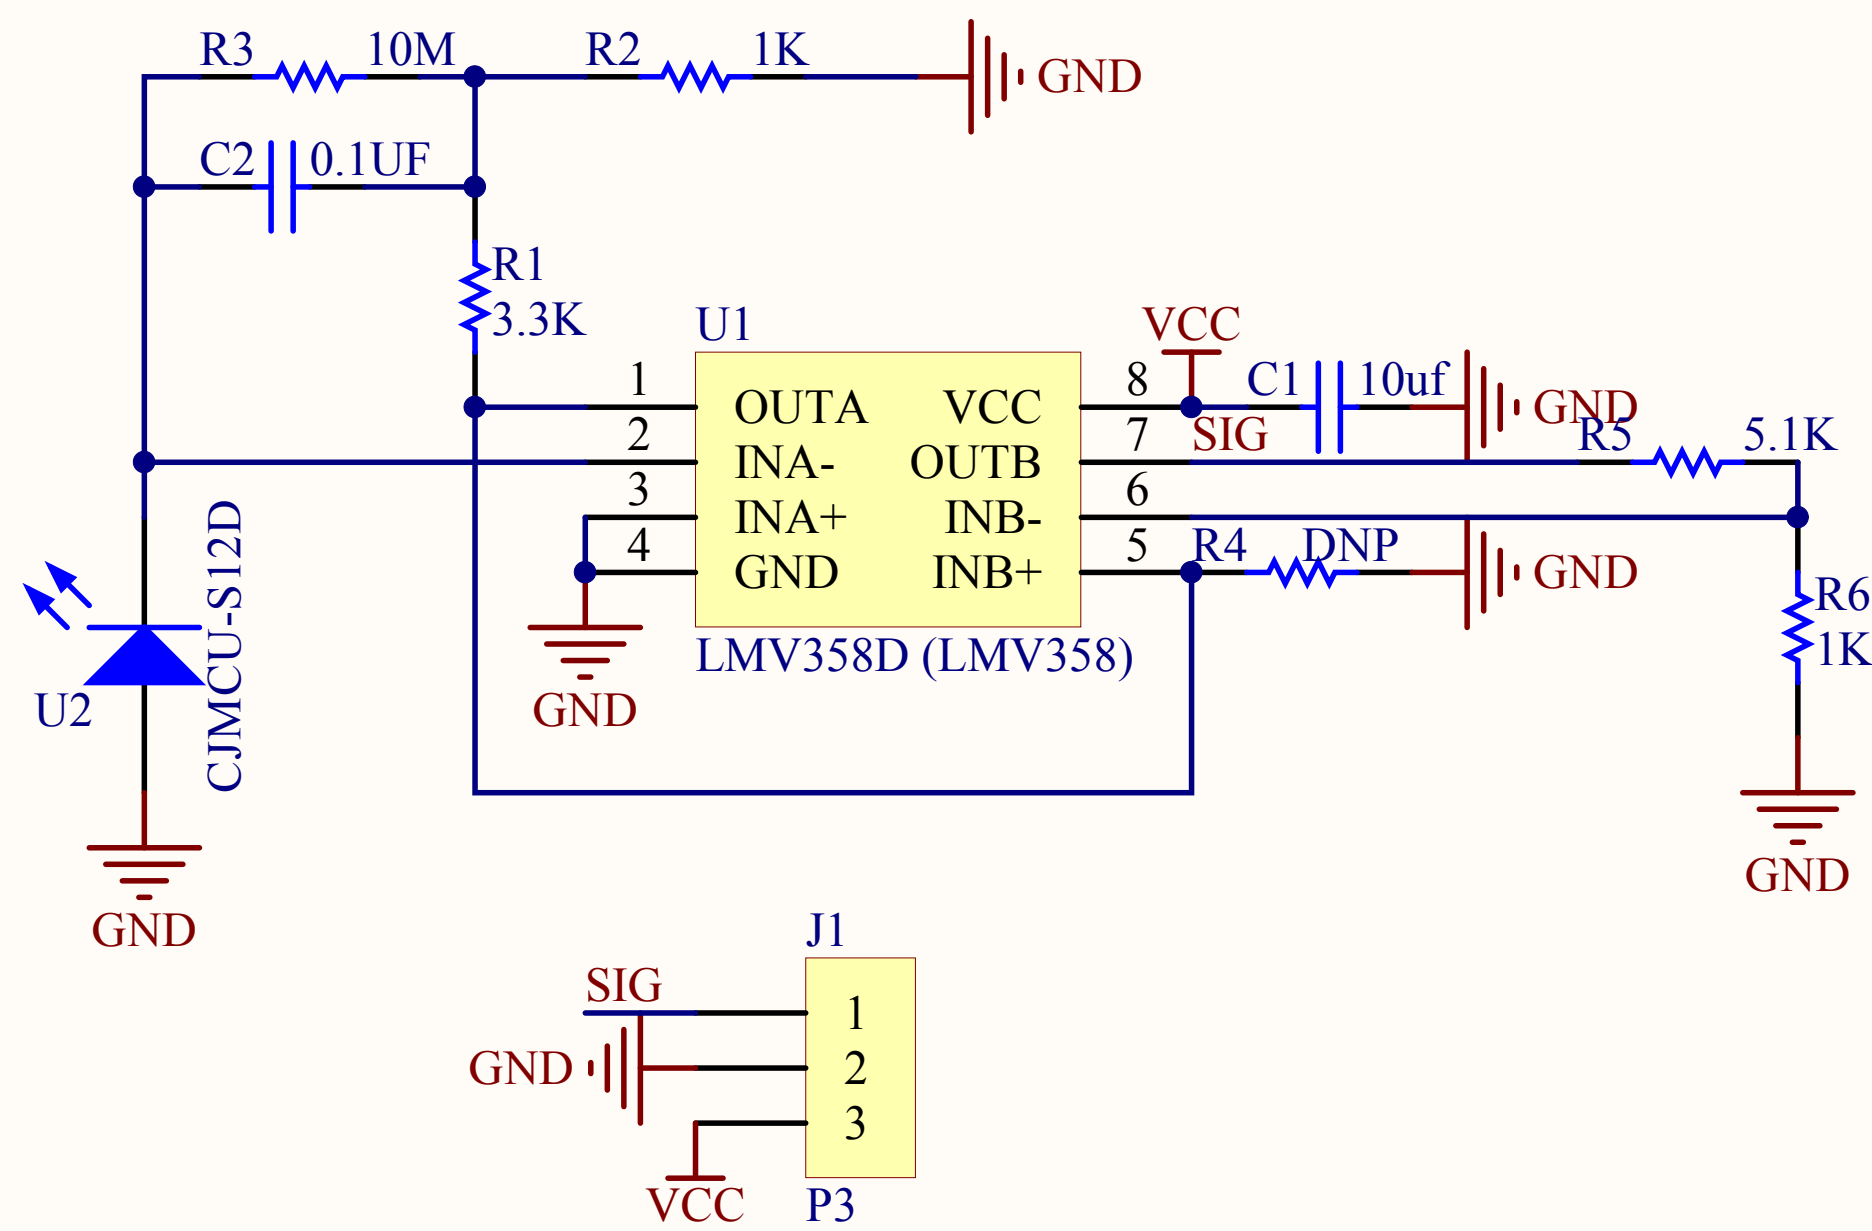 R3 10M R2 1K GND
C2 0.1UF
R1
3.3K
U1
VCC
1 OUTA VCC 8 C1 10uf GND
2 INA- OUTB 7 SIG R5 5.1K
3 INA+ INB- 6
4 GND INB+ 5 R4 DNP GND
R6
1K
LMV358D (LMV358)
GND
U2
CJMCU-S12D
GND
GND
J1
SIG 1
GND 2
3
VCC
P3